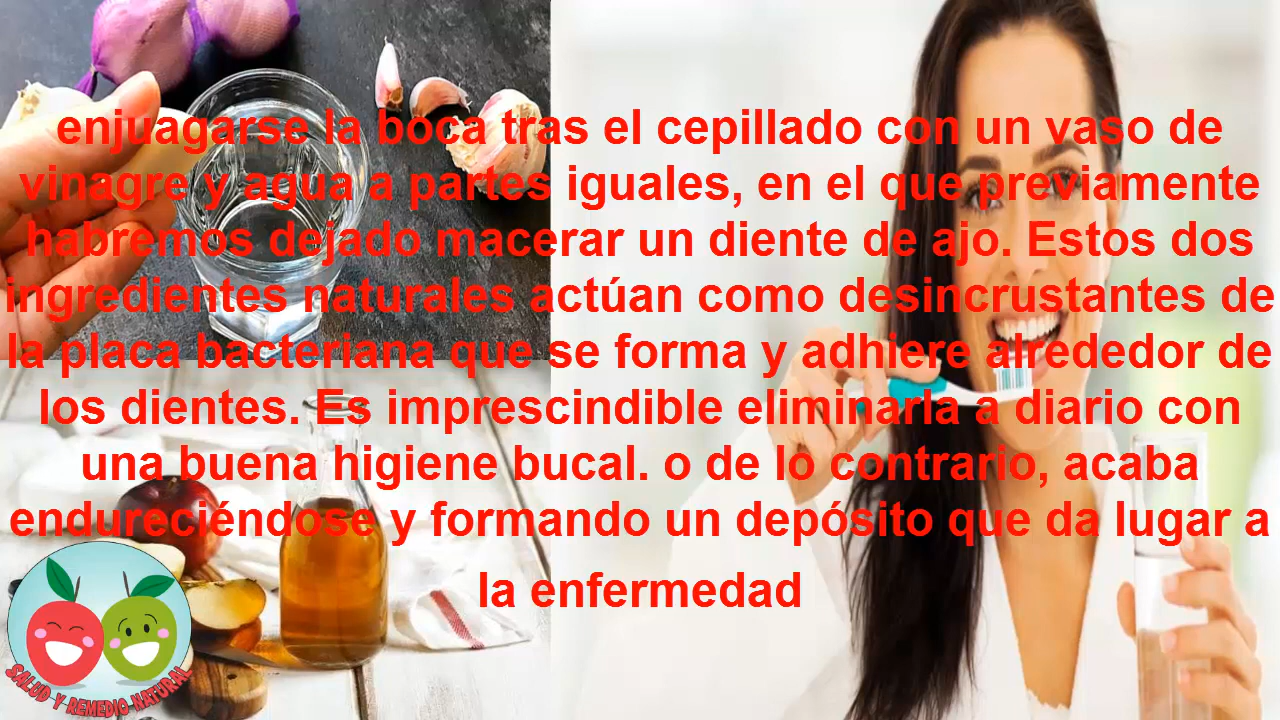 enjuagarse la boca tras el cepillado con un vaso de
vinagre y agua a partes iguales, en el que previamente
habremos dejado macerar un diente de ajo. Estos dos
ingredientes naturales actúan como desincrustantes de
la placa bacteriana que se forma y adhiere alrededor de
los dientes. Es imprescindible eliminarla a diario con
una buena higiene bucal. o de lo contrario, acaba
endureciéndose y formando un depósito que da lugar a
la enfermedad
SALUD Y REMEDIO NATURAL